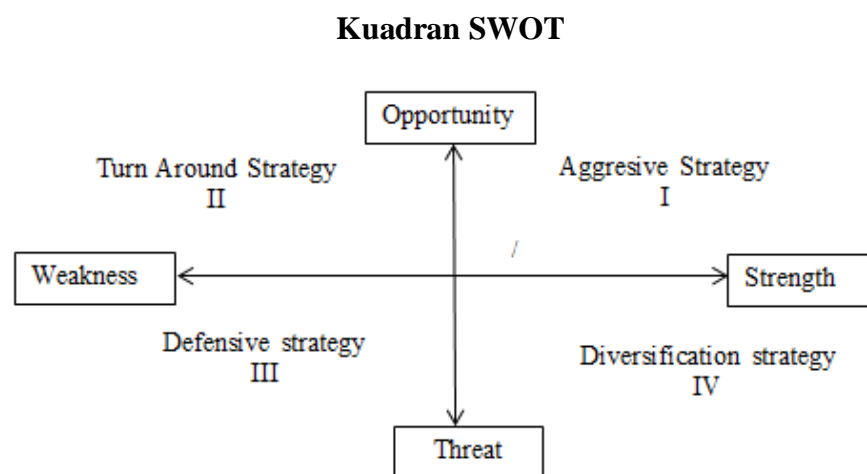 Kuadran SWOT
Opportunity
Turn Around Strategy
II
Aggresive Strategy
I
/
Weakness
Strength
Defensive strategy
III
Diversification strategy
IV
Threat